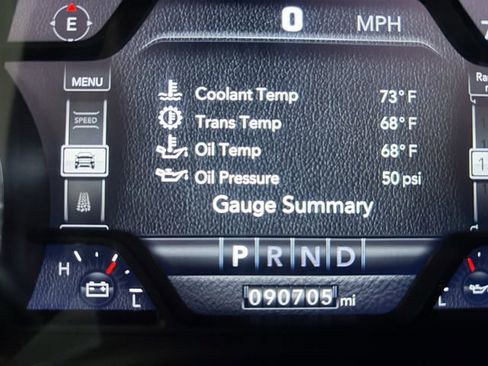 E
0 MPH
MENU
SPEED
Coolant Temp 73° F
Trans Temp 68° F
Oil Temp 68° F
Oil Pressure 50 psi
Gauge Summary
P R N D
H
L
L
090705 mi